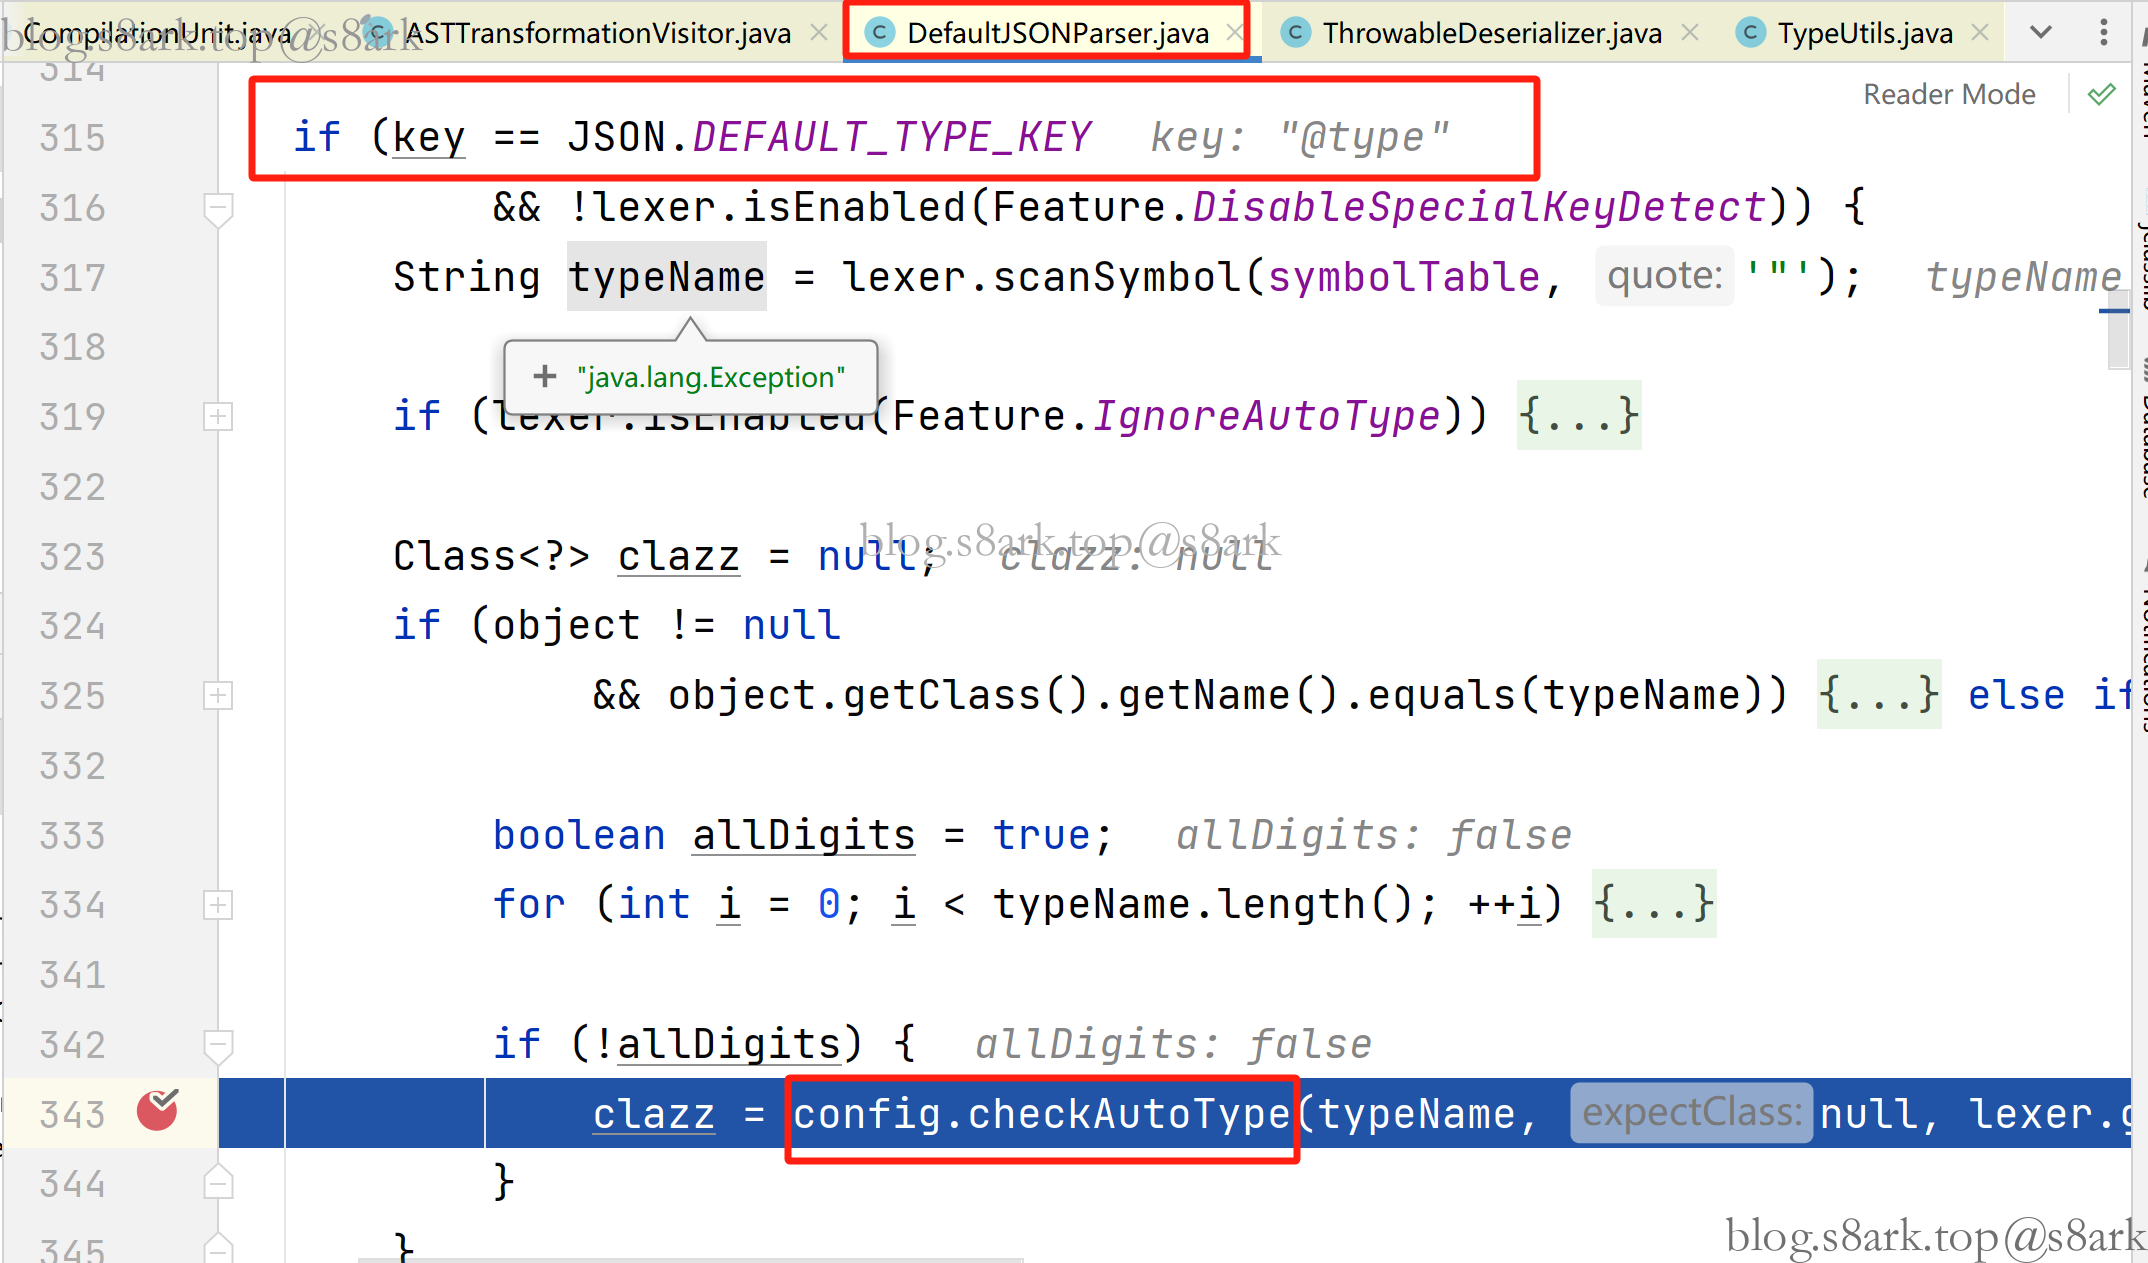 CompilationUnit.java ASTTransformationVisitor.java DefaultJSONParser.java ThrowableDeserializer.java TypeUtils.java
blog.s8ark.top@s8ark
Reader Mode
314
315 if (key == JSON.DEFAULT_TYPE_KEY key: "@type"
316 && !lexer.isEnabled(Feature.DisableSpecialKeyDetect)) {
317 String typeName = lexer.scanSymbol(symbolTable, quote: '"'); typeName
318
"java.lang.Exception"
319 if (lexer.isEnabled(Feature.IgnoreAutoType)) {...}
322
323 Class<?> clazz = null; clazz: null
blog.s8ark.top@s8ark
324 if (object != null
325 && object.getClass().getName().equals(typeName)) {...} else if
332
333 boolean allDigits = true; allDigits: false
334 for (int i = 0; i < typeName.length(); ++i) {...}
341
342 if (!allDigits) { allDigits: false
343 clazz = config.checkAutoType(typeName, expectClass: null, lexer.g
344 }
345 }
blog.s8ark.top@s8ark
Database
Notifications